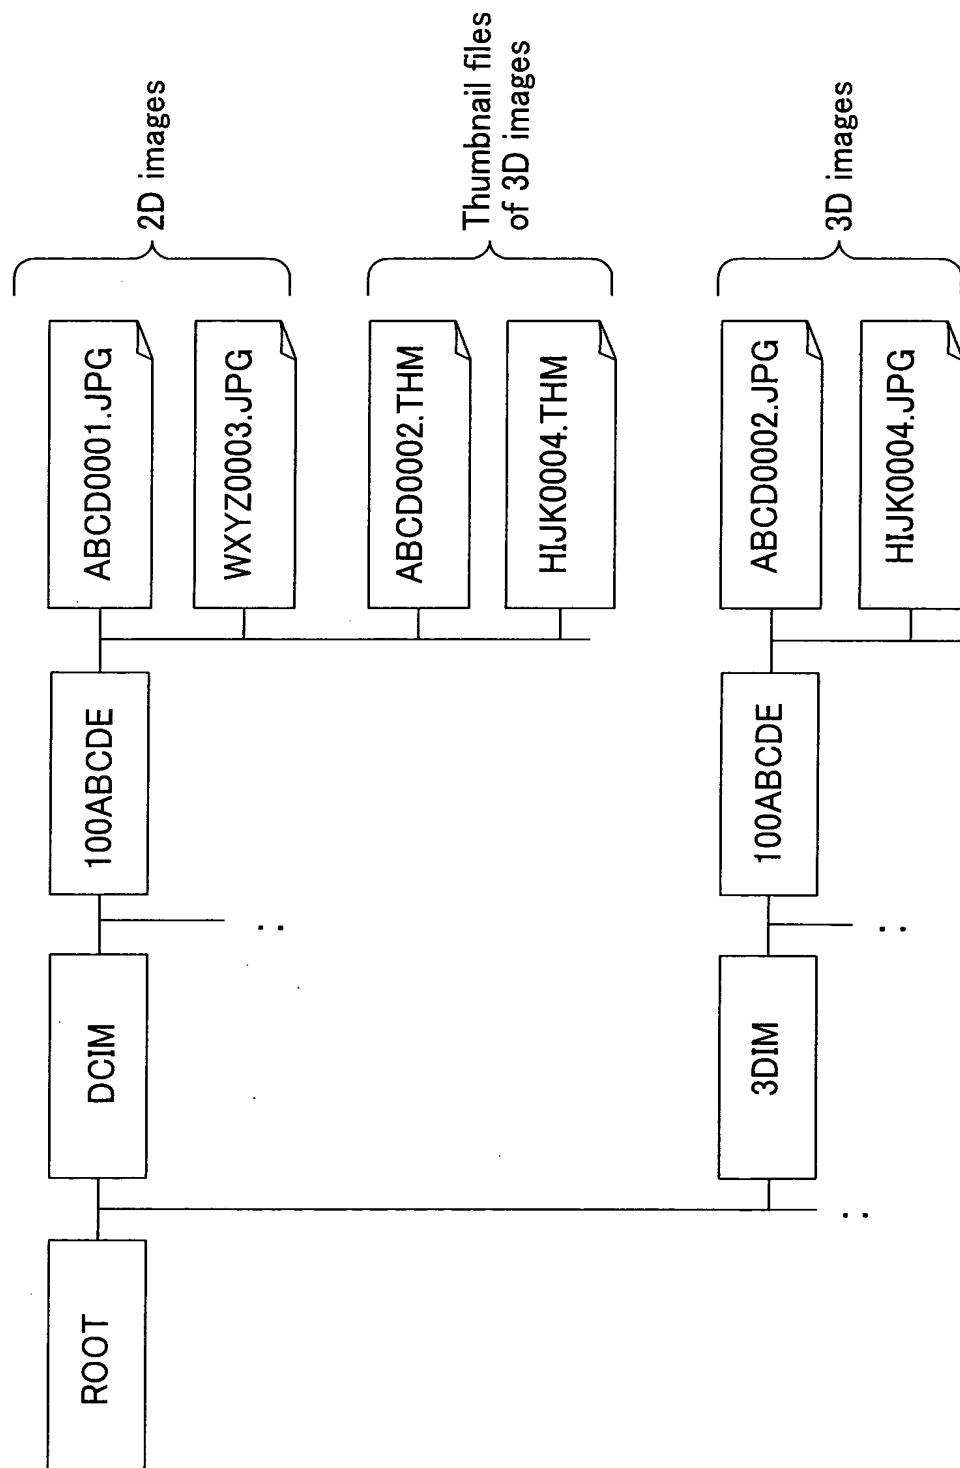 ROOT
DCIM
100ABCDE
ABCD0001.JPG
WXYZ0003.JPG
2D images
ABCD0002.THM
HIJK0004.THM
Thumbnail files
of 3D images
3DIM
100ABCDE
ABCD0002.JPG
HIJK0004.JPG
3D images